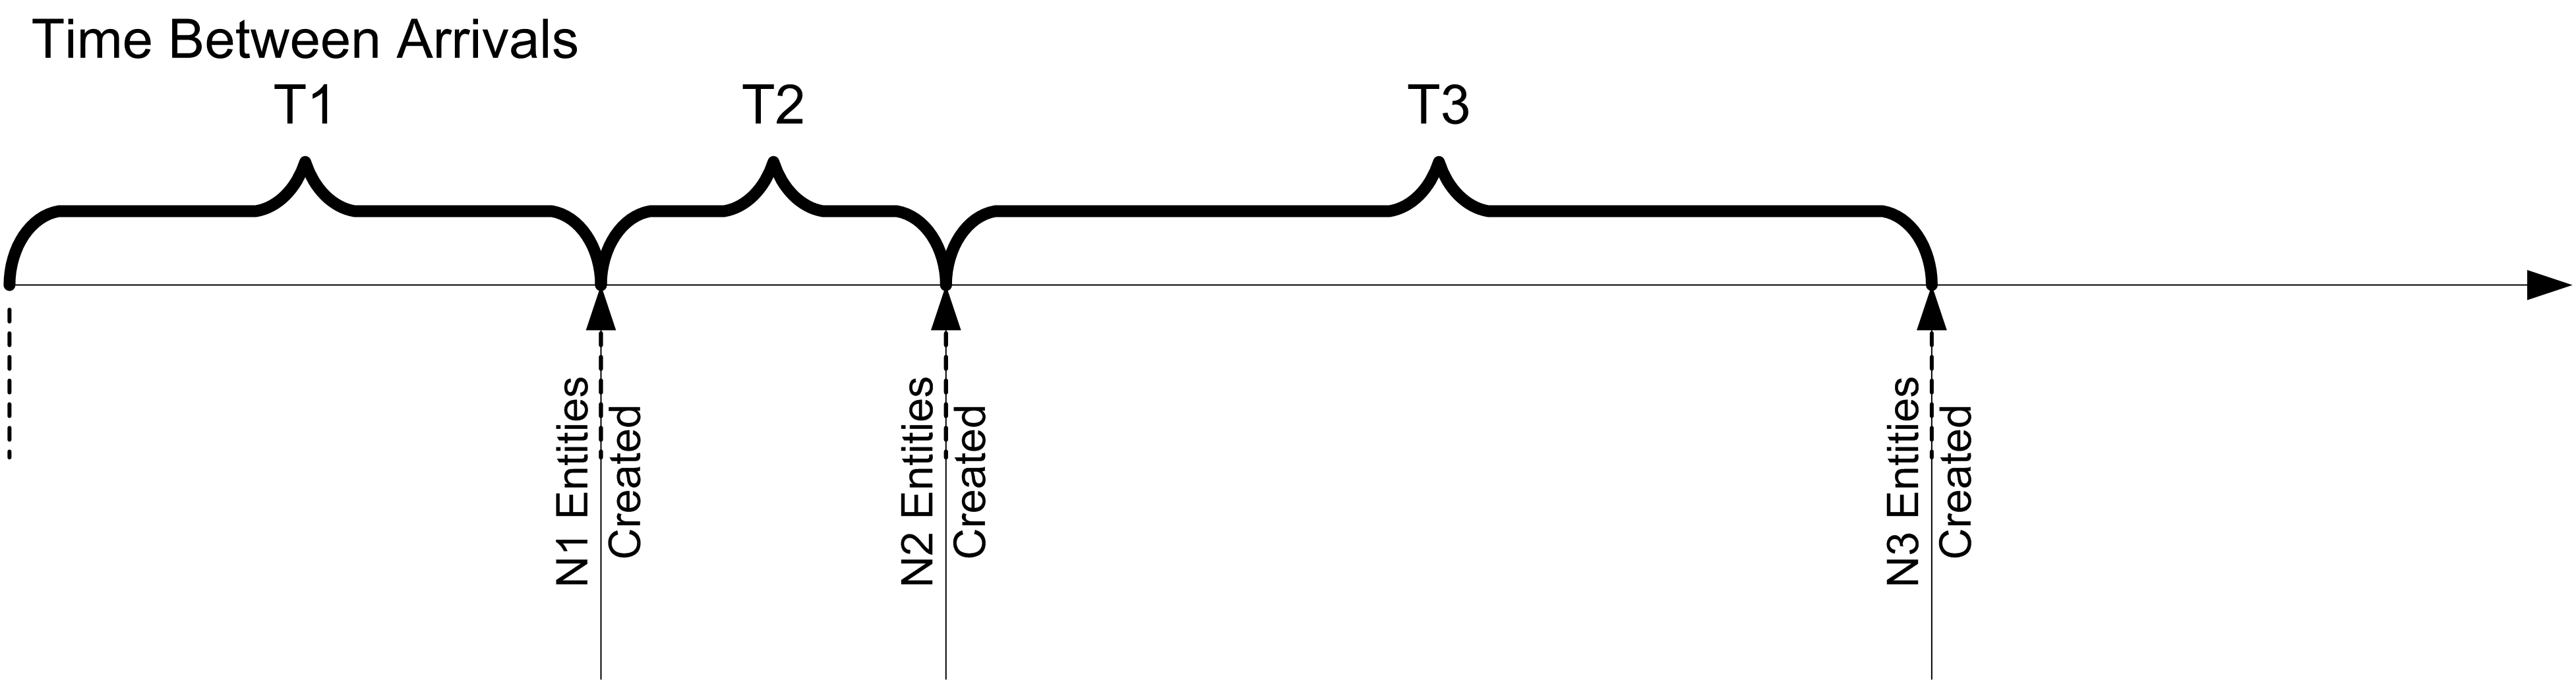 Time Between Arrivals
T1
T2
T3
N1 Entities
Created
N2 Entities
Created
N3 Entities
Created